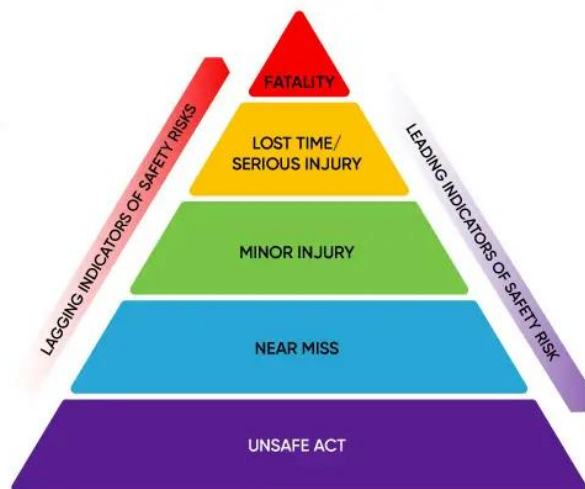 FATALITY
LOST TIME/
SERIOUS INJURY
MINOR INJURY
NEAR MISS
UNSAFE ACT
LAGGING INDICATORS OF SAFETY RISKS
LEADING INDICATORS OF SAFETY RISK